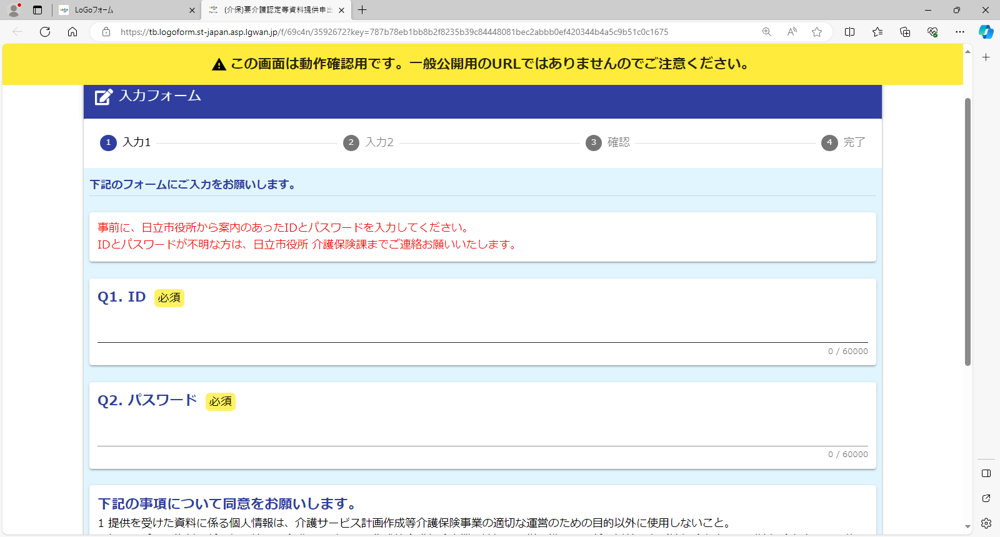 LoGoフォーム
(介保)要介護認定等資料提供申出
https://tb.logoform.st-japan.asp.lgwan.jp/f/69c4n/3592672?key=787b78eb1bb8b2f8235b39c84448081bec2abbb0ef420344b4a5c9b51c0c1675
この画面は動作確認用です。一般公開用のURLではありませんのでご注意ください。
入力フォーム
1 入力1 2 入力2 3 確認 4 完了
下記のフォームにご入力をお願いします。
事前に、日立市役所から案内のあったIDとパスワードを入力してください。
IDとパスワードが不明な方は、日立市役所 介護保険課までご連絡お願いいたします。
Q1. ID 必須
0 / 60000
Q2. パスワード 必須
0 / 60000
下記の事項について同意をお願いします。
1 提供を受けた資料に係る個人情報は、介護サービス計画作成等介護保険事業の適切な運営のための目的以外に使用しないこと。